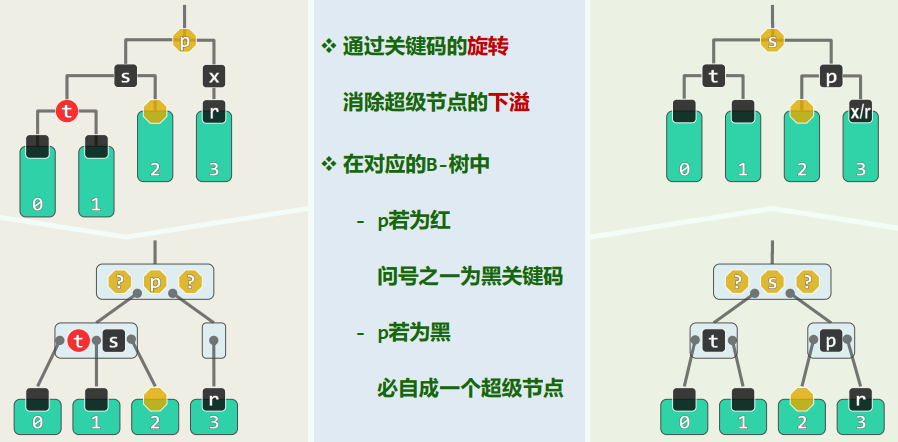 p
s
x
t
r
2
3
0
1
? p ?
t s
r
0
1
2
3
❖ 通过关键码的旋转
消除超级节点的下溢
❖ 在对应的B-树中
- p若为红
问号之一为黑关键码
- p若为黑
必自成一个超级节点
s
t
p
x/r
0
1
2
3
? s ?
t
p
r
0
1
2
3